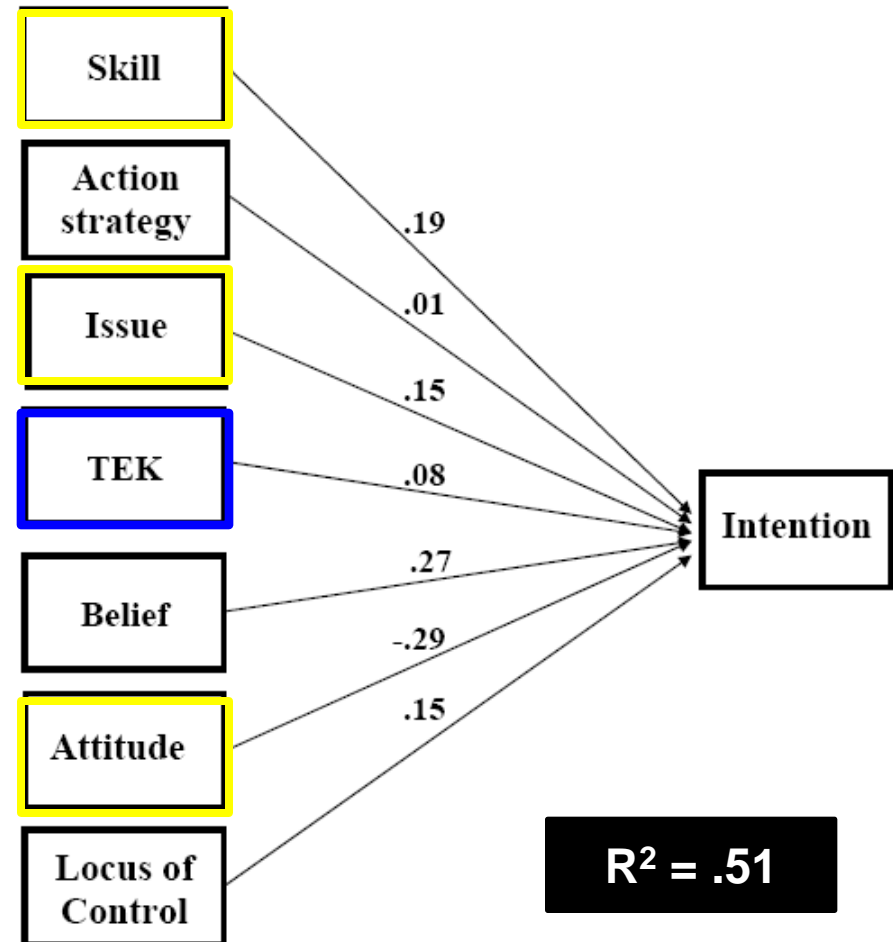 Skill
Action
strategy
.19
.01
Issue
.15
TEK
.08
Intention
.27
Belief
-.29
.15
Attitude
Locus of
Control
R² = .51